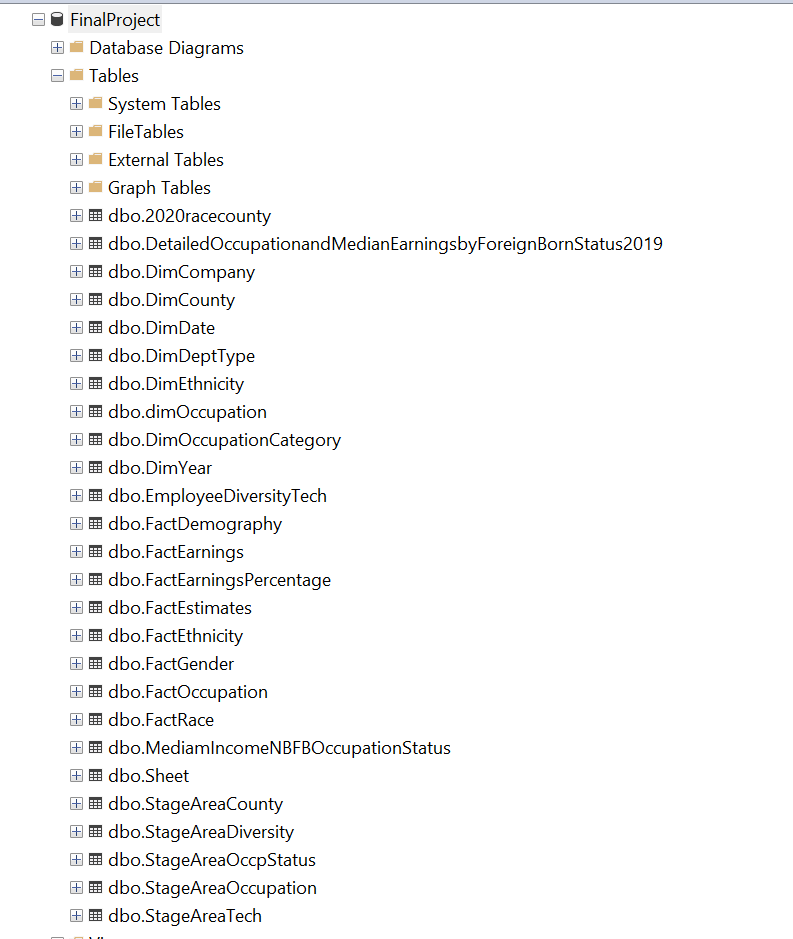 FinalProject
Database Diagrams
Tables
System Tables
FileTables
External Tables
Graph Tables
dbo.2020racecounty
dbo.DetailedOccupationandMedianEarningsbyForeignBornStatus2019
dbo.DimCompany
dbo.DimCounty
dbo.DimDate
dbo.DimDeptType
dbo.DimEthnicity
dbo.dimOccupation
dbo.DimOccupationCategory
dbo.DimYear
dbo.EmployeeDiversityTech
dbo.FactDemography
dbo.FactEarnings
dbo.FactEarningsPercentage
dbo.FactEstimates
dbo.FactEthnicity
dbo.FactGender
dbo.FactOccupation
dbo.FactRace
dbo.MediamIncomeNBFBOccupationStatus
dbo.Sheet
dbo.StageAreaCounty
dbo.StageAreaDiversity
dbo.StageAreaOccpStatus
dbo.StageAreaOccupation
dbo.StageAreaTech